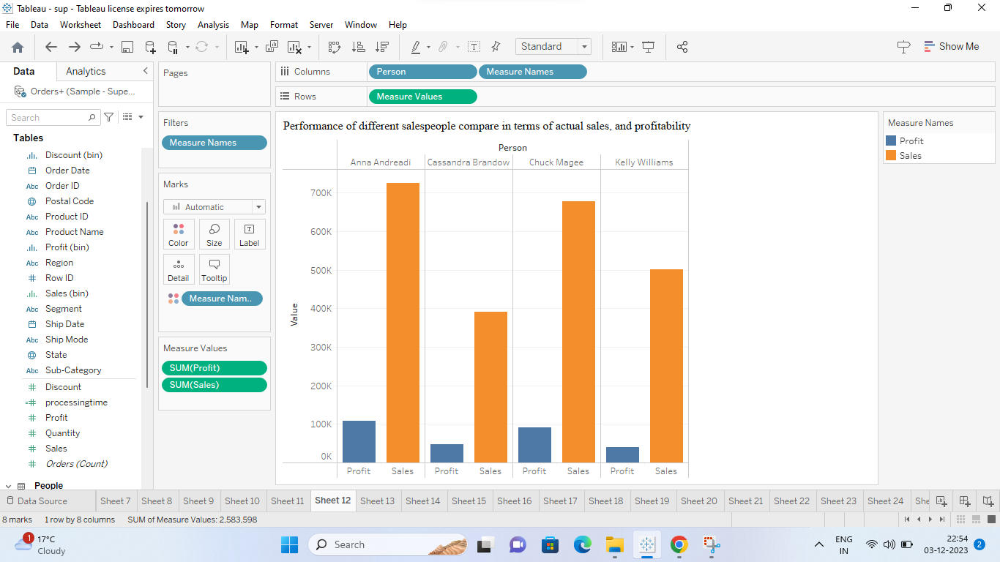 Tableau - sup - Tableau license expires tomorrow
File Data Worksheet Dashboard Story Analysis Map Format Server Window Help
Standard
Show Me
Data Analytics
Orders+ (Sample - Supe...
Search
Tables
Discount (bin)
Order Date
Abc Order ID
Postal Code
Abc Product ID
Abc Product Name
Profit (bin)
Abc Region
Row ID
Sales (bin)
Abc Segment
Ship Date
Abc Ship Mode
State
Abc Sub-Category
Discount
processingtime
Profit
Quantity
Sales
Orders (Count)
People
Pages
Filters
Measure Names
Marks
Automatic
Color Size Label
Detail Tooltip
Measure Nam..
Measure Values
SUM(Profit)
SUM(Sales)
Columns Person Measure Names
Rows Measure Values
Performance of different salespeople compare in terms of actual sales, and profitability
Person
Anna Andreadi Cassandra Brandow Chuck Magee Kelly Williams
Value
700K
600K
500K
400K
300K
200K
100K
0K
Profit Sales Profit Sales Profit Sales Profit Sales
Measure Names
Profit
Sales
Data Source Sheet 7 Sheet 8 Sheet 9 Sheet 10 Sheet 11 Sheet 12 Sheet 13 Sheet 14 Sheet 15 Sheet 16 Sheet 17 Sheet 18 Sheet 19 Sheet 20 Sheet 21 Sheet 22 Sheet 23 Sheet 24 She
8 marks 1 row by 8 columns SUM of Measure Values: 2,583,598
1
17°C
Cloudy
Search
ENG
IN
22:54
03-12-2023
2